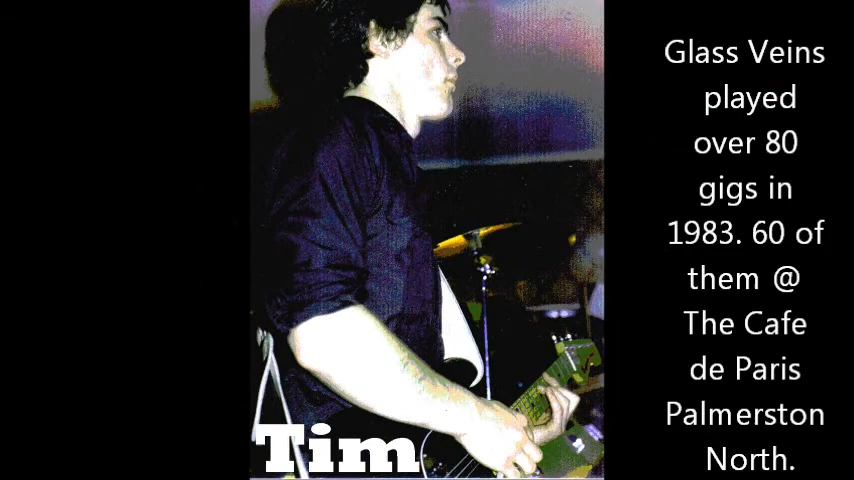 Glass Veins
played
over 80
gigs in
1983. 60 of
them @
The Cafe
de Paris
Palmerston
North.
Tim